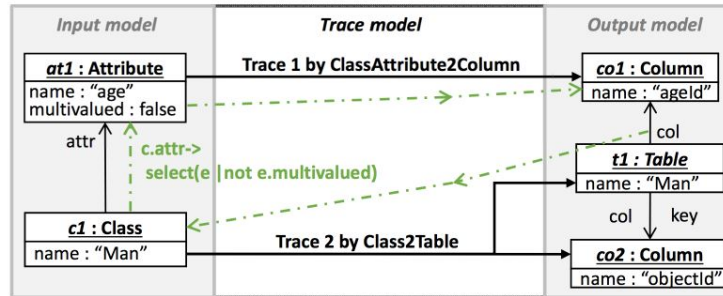 Input model
Trace model
Output model
at1 : Attribute
name : “age”
multivalued : false
Trace 1 by ClassAttribute2Column
co1 : Column
name : “ageId”
attr
c.attr->
select(e |not e.multivalued)
col
t1 : Table
name : “Man”
c1 : Class
name : “Man”
Trace 2 by Class2Table
col
key
co2 : Column
name : “objectId”